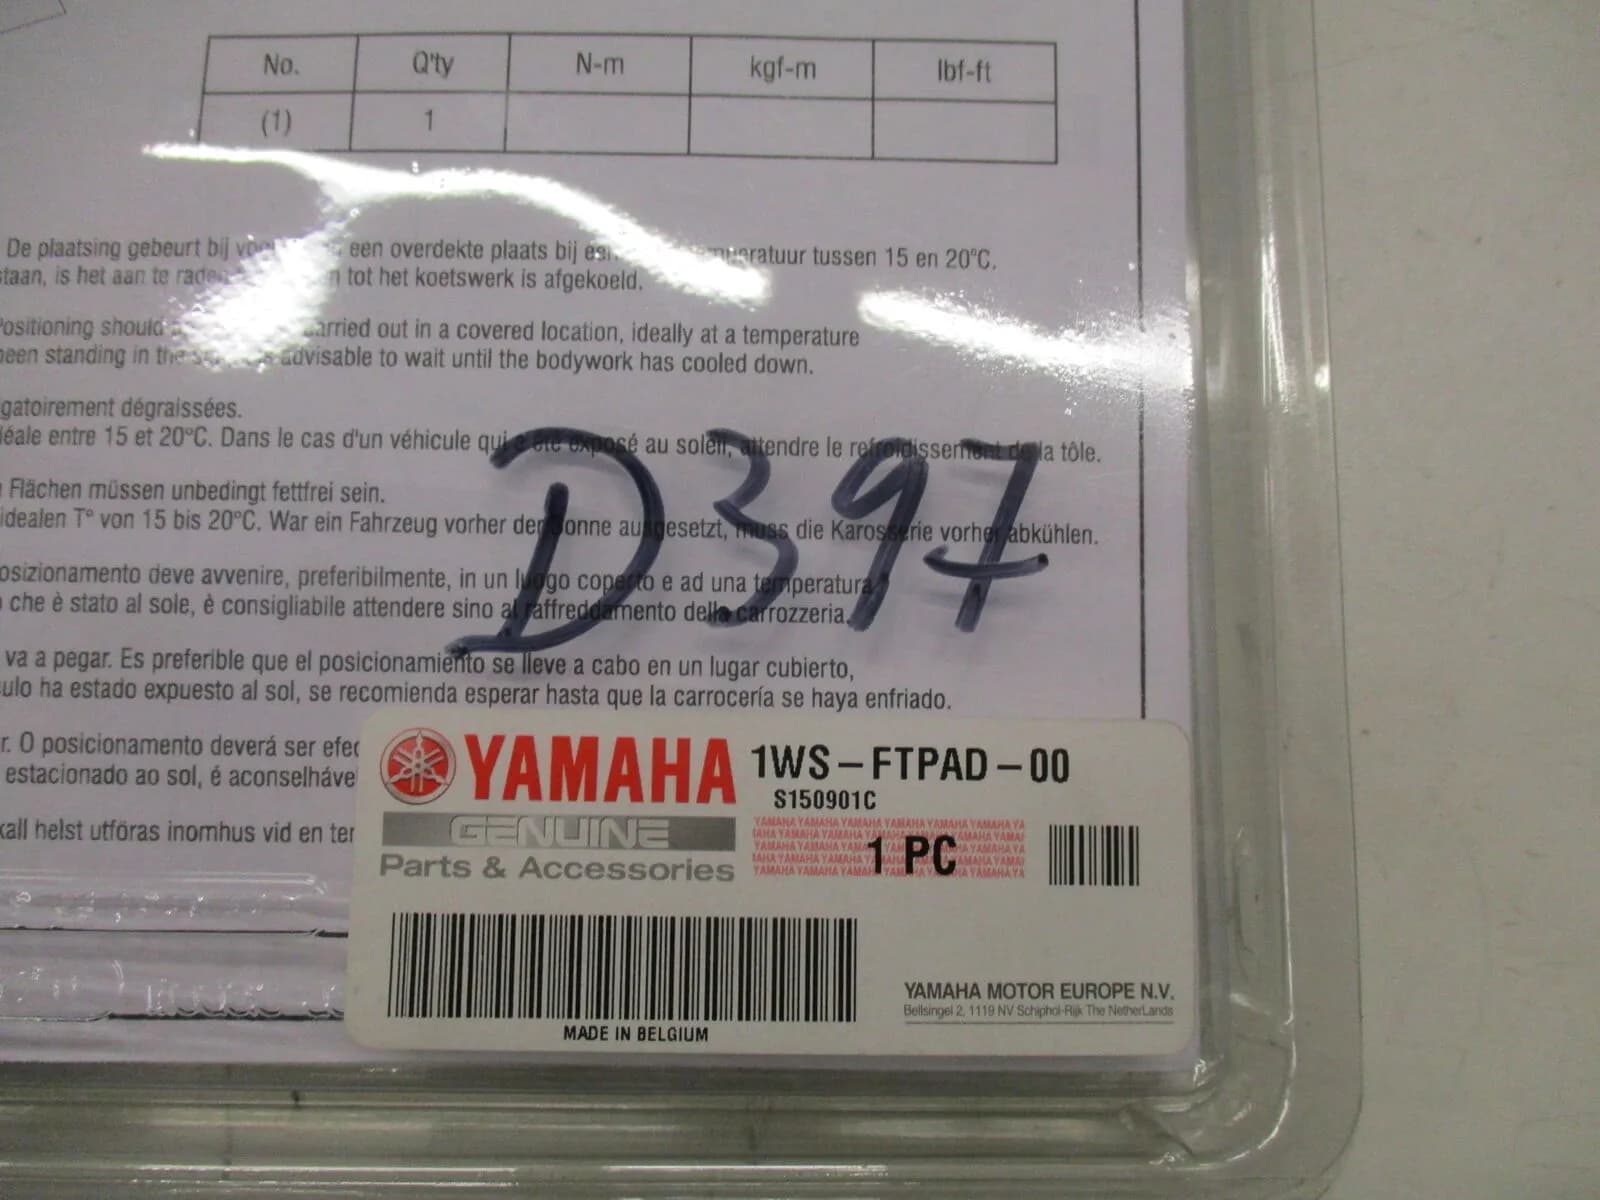 No. Q'ty N-m kgf-m lbf-ft
(1) 1
De plaatsing gebeurt bij een overdekte plaats bij tussen 15 en 20°C.
is het aan te tot het koetswerk is afgekoeld.
should carried out in a covered location, ideally at a temperature
been standing in the advisable to wait until the bodywork has cooled down.
dégraissées.
entre 15 et 20°C. Dans le cas d'un véhicule qui a été exposé au soleil, attendre le refroidissement de la tôle.
Flächen müssen unbedingt fettfrei sein.
idealen T° von 15 bis 20°C. War ein Fahrzeug vorher der Sonne ausgesetzt, muss die Karosserie vorher abkühlen.
D397
deve avvenire, preferibilmente, in un luogo coperto e ad una temperatura
che è stato al sole, è consigliabile attendere sino al raffreddamento della carrozzeria.
va a pegar. Es preferible que el posicionamiento se lleve a cabo en un lugar cubierto,
ha estado expuesto al sol, se recomienda esperar hasta que la carrocería se haya enfriado.
r. O posicionamento deverá ser
estacionado ao sol, é
helst utföras inomhus vid en
YAMAHA 1WS-FTPAD-00
S150901C
GENUINE
Parts & Accessories
1 PC
MADE IN BELGIUM
YAMAHA MOTOR EUROPE N.V.
Bellsingel 2, 1119 NV Schiphol-Rijk The NetherLands